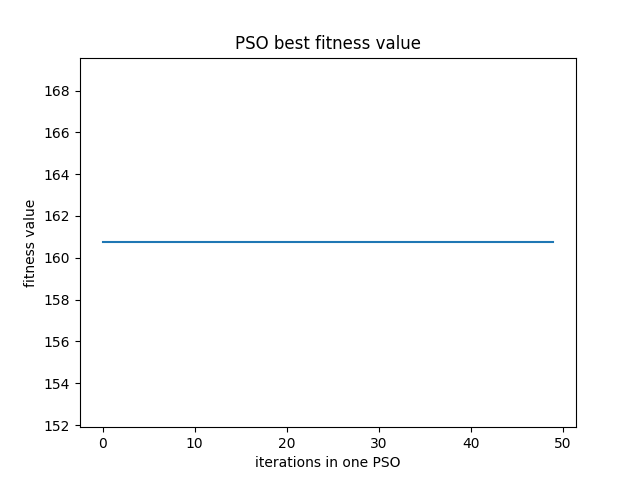 PSO best fitness value
168
166
164
162
160
158
156
154
152
fitness value
0 10 20 30 40 50
iterations in one PSO